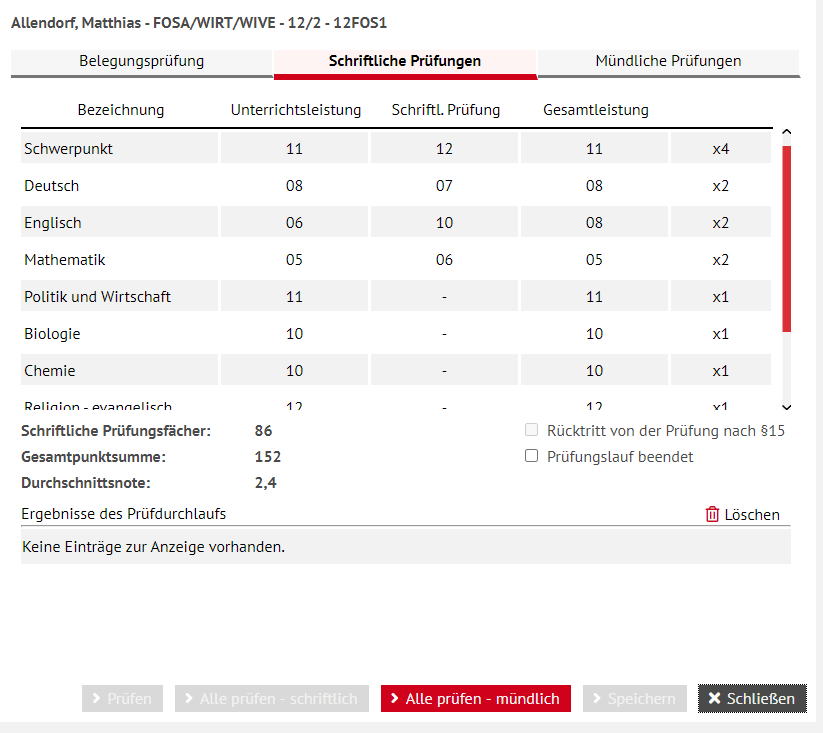 Allendorf, Matthias - FOSA/WIRT/WIVE - 12/2 - 12FOS1
Belegungsprüfung Schriftliche Prüfungen Mündliche Prüfungen
Bezeichnung Unterrichtsleistung Schriftl. Prüfung Gesamtleistung
Schwerpunkt 11 12 11 x4
Deutsch 08 07 08 x2
Englisch 06 10 08 x2
Mathematik 05 06 05 x2
Politik und Wirtschaft 11 - 11 x1
Biologie 10 - 10 x1
Chemie 10 - 10 x1
Religion - evangelisch 12 - 12 x1
Schriftliche Prüfungsfächer: 86 Rücktritt von der Prüfung nach §15
Gesamtpunktsumme: 152 Prüfungslauf beendet
Durchschnittsnote: 2,4
Ergebnisse des Prüfdurchlaufs Löschen
Keine Einträge zur Anzeige vorhanden.
Prüfen Alle prüfen - schriftlich Alle prüfen - mündlich Speichern Schließen